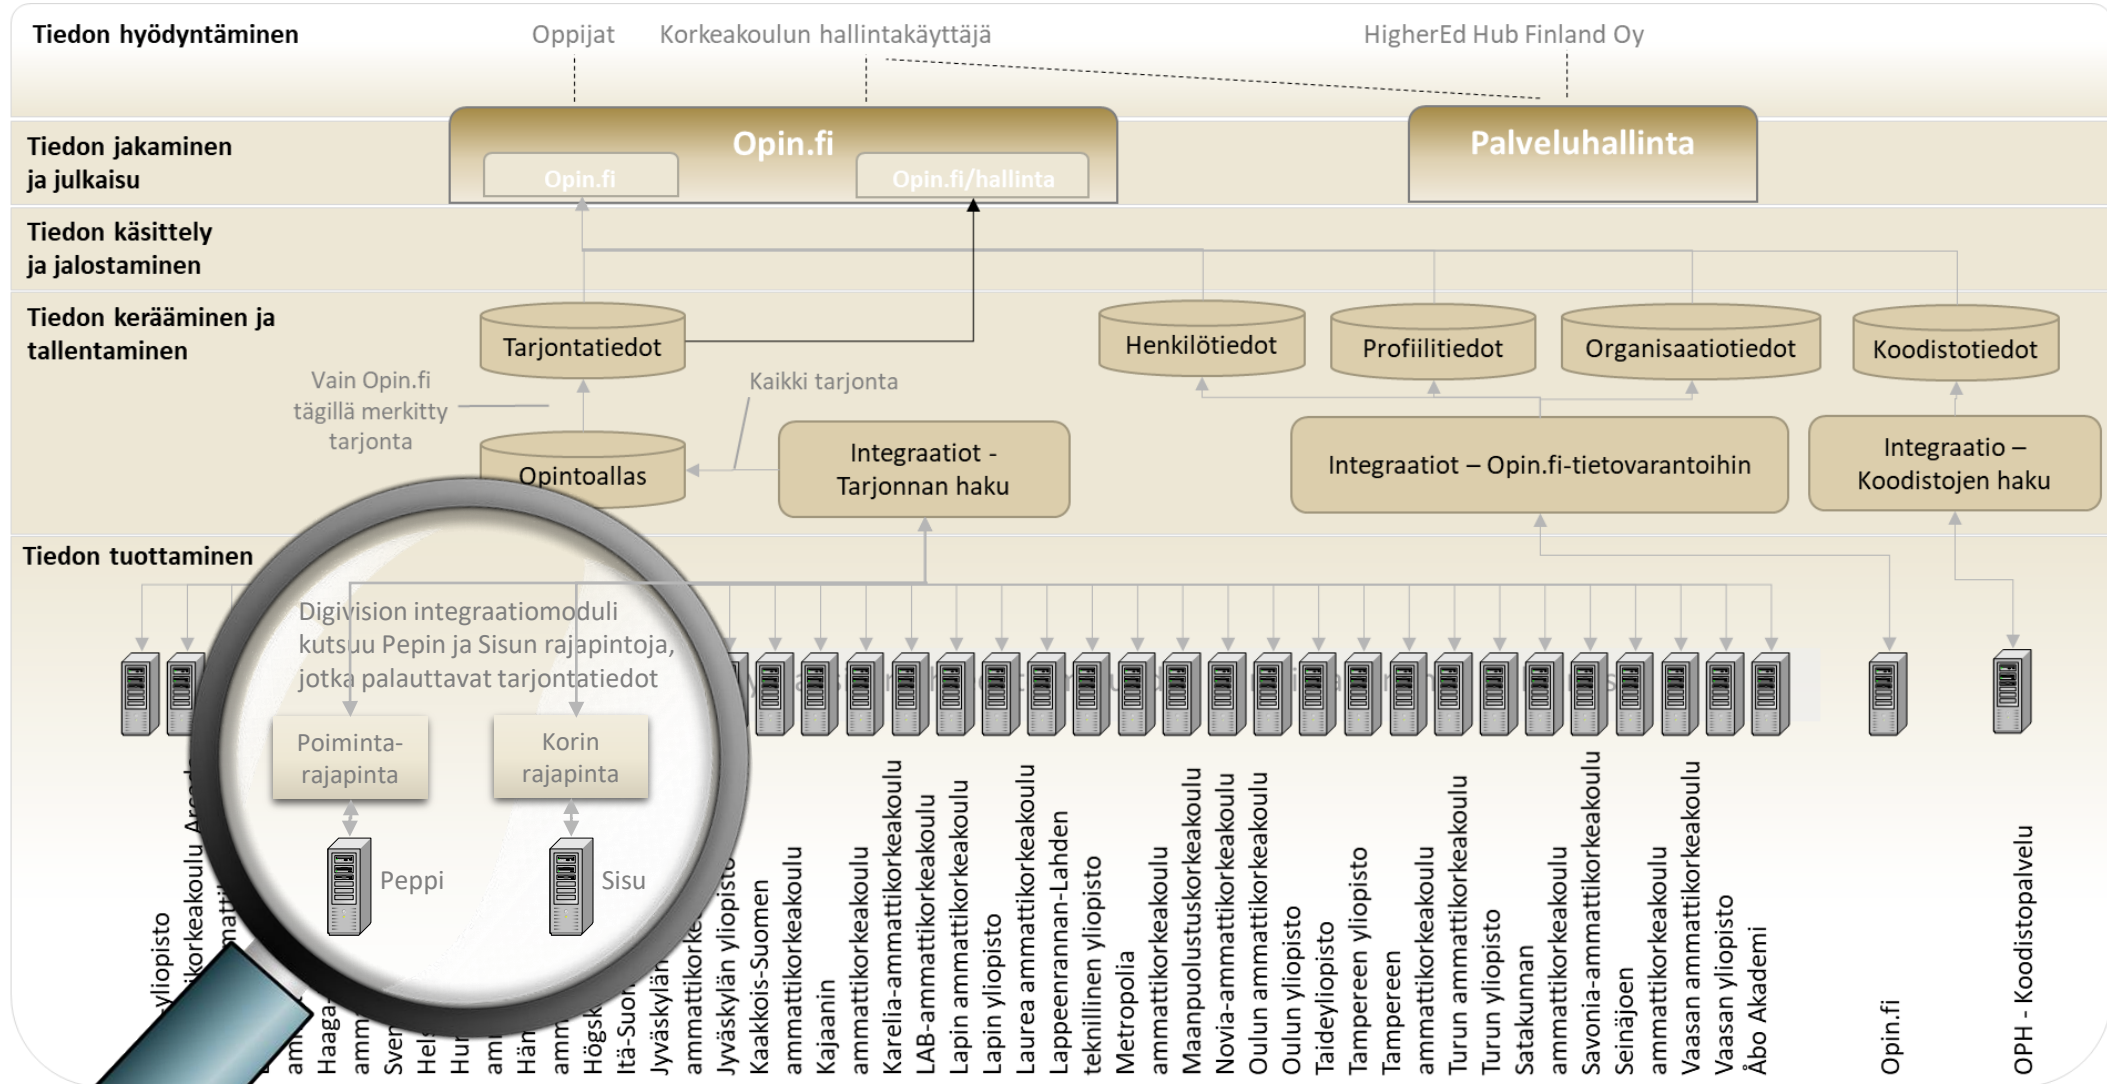 Tiedon hyödyntäminen
Oppijat
Korkeakoulun hallintakäyttäjä
HigherEd Hub Finland Oy
Tiedon jakaminen
ja julkaisu
Opin.fi
Opin.fi
Opin.fi/hallinta
Palveluhallinta
Tiedon käsittely
ja jalostaminen
Tiedon kerääminen ja
tallentaminen
Tarjontatiedot
Henkilötiedot
Profiilitiedot
Organisaatiotiedot
Koodistotiedot
Vain Opin.fi
tägillä merkitty
tarjonta
Kaikki tarjonta
Opintoallas
Integraatiot -
Tarjonnan haku
Integraatiot – Opin.fi-tietovarantoihin
Integraatio –
Koodistojen haku
Tiedon tuottaminen
Digivision integraatiomoduli
kutsuu Pepin ja Sisun rajapintoja,
jotka palauttavat tarjontatiedot
Poiminta-
rajapinta
Korin
rajapinta
Peppi
Sisu
-yliopisto
Jyväskylän
Jyväskylän yliopisto
Kaakkois-Suomen
ammattikorkeakoulu
Kajaanin
ammattikorkeakoulu
Karelia-ammattikorkeakoulu
LAB-ammattikorkeakoulu
Lapin ammattikorkeakoulu
Lapin yliopisto
Laurea ammattikorkeakoulu
Lappeenrannan-Lahden
teknillinen yliopisto
Metropolia
ammattikorkeakoulu
Maanpuolustuskorkeakoulu
Novia-ammattikorkeakoulu
Oulun ammattikorkeakoulu
Oulun yliopisto
Taideyliopisto
Tampereen yliopisto
Tampereen
ammattikorkeakoulu
Turun ammattikorkeakoulu
Turun yliopisto
Satakunnan
ammattikorkeakoulu
Savonia-ammattikorkeakoulu
Seinäjoen
ammattikorkeakoulu
Vaasan ammattikorkeakoulu
Vaasan yliopisto
Åbo Akademi
Opin.fi
OPH - Koodistopalvelu